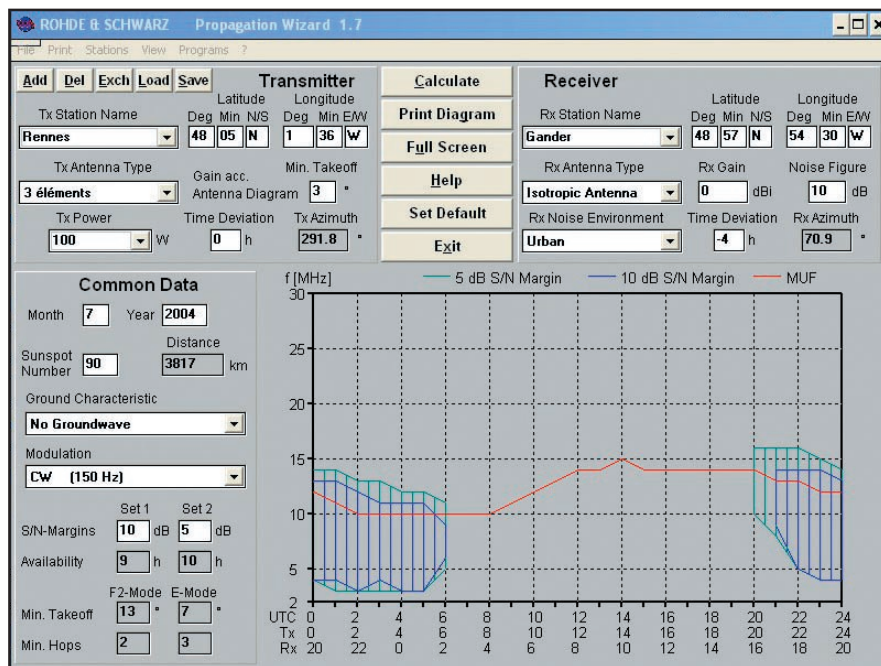 ROHDE & SCHWARZ Propagation Wizard 1.7
File Print Stations View Programs ?
Add Del Exch Load Save Transmitter
Latitude Longitude
Tx Station Name Deg Min N/S Deg Min E/W
Rennes 48 05 N 1 36 W
Tx Antenna Type Gain acc. Min. Takeoff
3 éléments Antenna Diagram 3 °
Tx Power Time Deviation Tx Azimuth
100 W 0 h 291.8 °
Calculate
Print Diagram
Full Screen
Help
Set Default
Exit
Receiver
Latitude Longitude
Rx Station Name Deg Min N/S Deg Min E/W
Gander 48 57 N 54 30 W
Rx Antenna Type Rx Gain Noise Figure
Isotropic Antenna 0 dBi 10 dB
Rx Noise Environment Time Deviation Rx Azimuth
Urban -4 h 70.9 °
Common Data
Month 7 Year 2004
Distance
Sunspot Number 90 3817 km
Ground Characteristic
No Groundwave
Modulation
CW (150 Hz)
Set 1 Set 2
S/N-Margins 10 dB 5 dB
Availability 9 h 10 h
F2-Mode E-Mode
Min. Takeoff 13 ° 7 °
Min. Hops 2 3
f [MHz] 5 dB S/N Margin 10 dB S/N Margin MUF
30
25
20
15
10
5
2
UTC 0 2 4 6 8 10 12 14 16 18 20 22 24
Tx 0 2 4 6 8 10 12 14 16 18 20 22 24
Rx 20 22 0 2 4 6 8 10 12 14 16 18 20